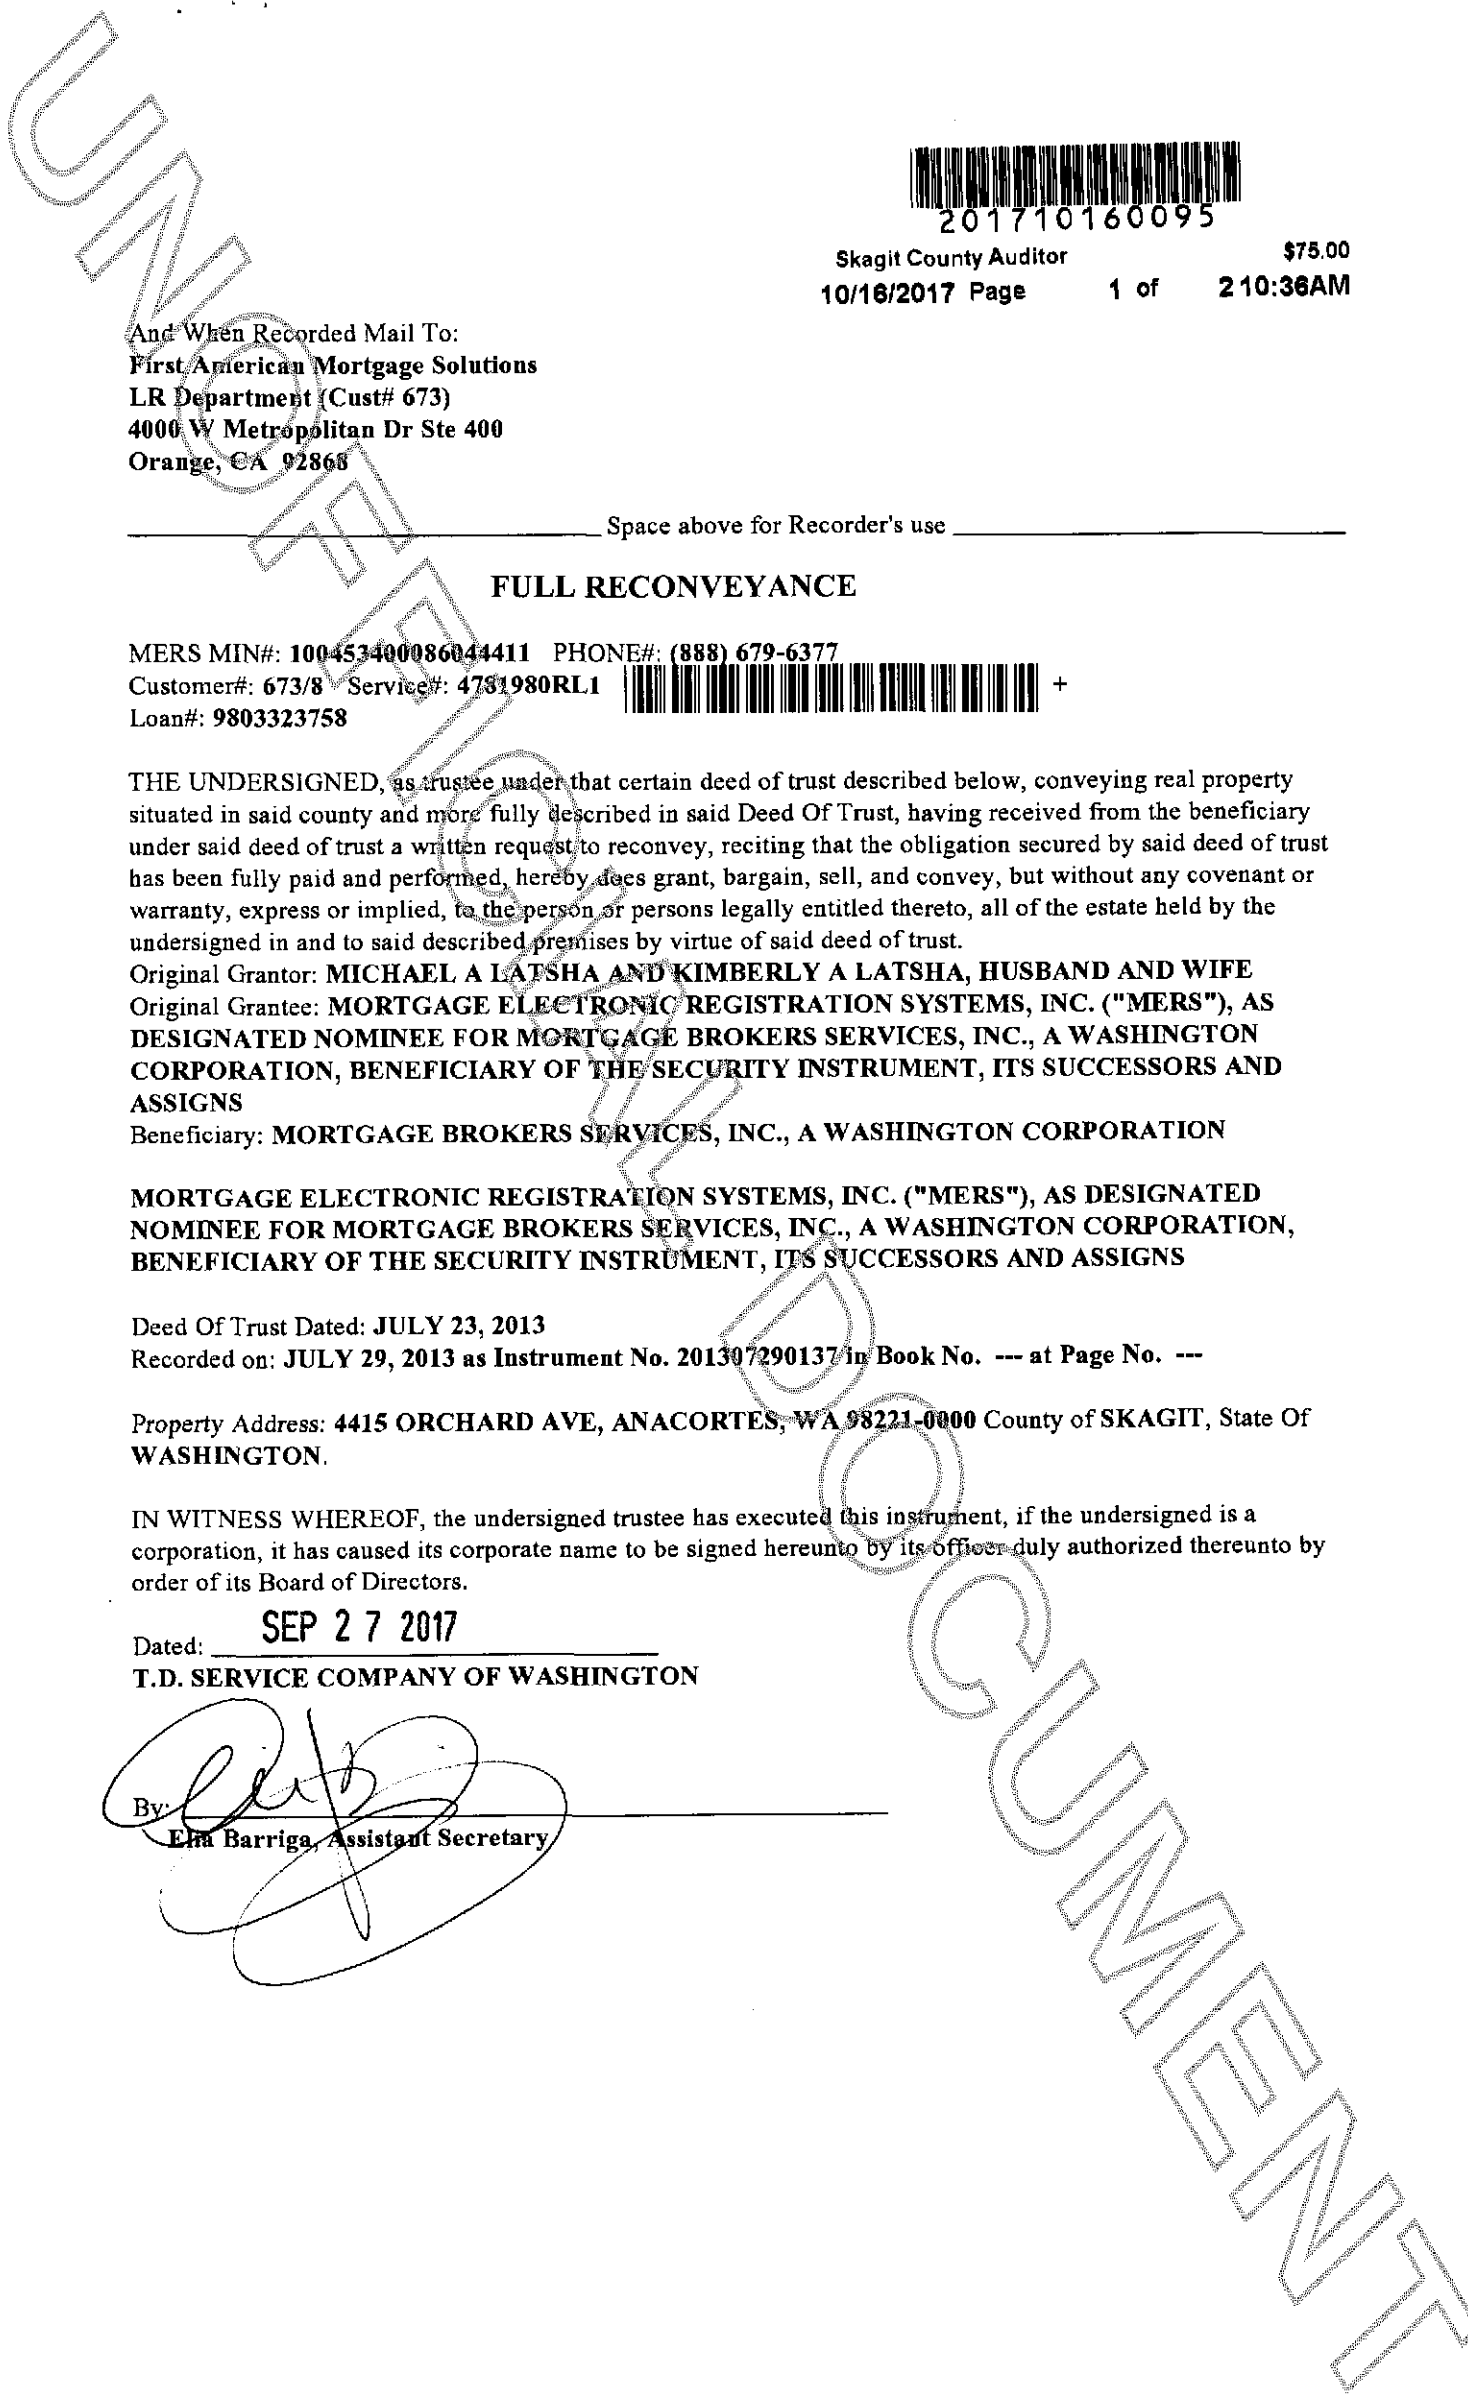 201710160095
Skagit County Auditor $75.00
10/16/2017 Page 1 of 2 10:36AM
And When Recorded Mail To:
First American Mortgage Solutions
LR Department (Cust# 673)
4000 W Metropolitan Dr Ste 400
Orange, CA 92868
Space above for Recorder's use
FULL RECONVEYANCE
MERS MIN#: 100453400086044411 PHONE#: (888) 679-6377
Customer#: 673/8 Service#: 4781980RL1 +
Loan#: 9803323758
THE UNDERSIGNED, as trustee under that certain deed of trust described below, conveying real property
situated in said county and more fully described in said Deed Of Trust, having received from the beneficiary
under said deed of trust a written request to reconvey, reciting that the obligation secured by said deed of trust
has been fully paid and performed, hereby does grant, bargain, sell, and convey, but without any covenant or
warranty, express or implied, to the person or persons legally entitled thereto, all of the estate held by the
undersigned in and to said described premises by virtue of said deed of trust.
Original Grantor: MICHAEL A LATSHA AND KIMBERLY A LATSHA, HUSBAND AND WIFE
Original Grantee: MORTGAGE ELECTRONIC REGISTRATION SYSTEMS, INC. ("MERS"), AS
DESIGNATED NOMINEE FOR MORTGAGE BROKERS SERVICES, INC., A WASHINGTON
CORPORATION, BENEFICIARY OF THE SECURITY INSTRUMENT, ITS SUCCESSORS AND
ASSIGNS
Beneficiary: MORTGAGE BROKERS SERVICES, INC., A WASHINGTON CORPORATION
MORTGAGE ELECTRONIC REGISTRATION SYSTEMS, INC. ("MERS"), AS DESIGNATED
NOMINEE FOR MORTGAGE BROKERS SERVICES, INC., A WASHINGTON CORPORATION,
BENEFICIARY OF THE SECURITY INSTRUMENT, ITS SUCCESSORS AND ASSIGNS
Deed Of Trust Dated: JULY 23, 2013
Recorded on: JULY 29, 2013 as Instrument No. 201307290137 in Book No. --- at Page No. ---
Property Address: 4415 ORCHARD AVE, ANACORTES, WA 98221-0000 County of SKAGIT, State Of
WASHINGTON.
IN WITNESS WHEREOF, the undersigned trustee has executed this instrument, if the undersigned is a
corporation, it has caused its corporate name to be signed hereunto by its officer duly authorized thereunto by
order of its Board of Directors.
Dated: SEP 27 2017
T.D. SERVICE COMPANY OF WASHINGTON
By:
Elia Barriga, Assistant Secretary
UNOFFICIAL DOCUMENT